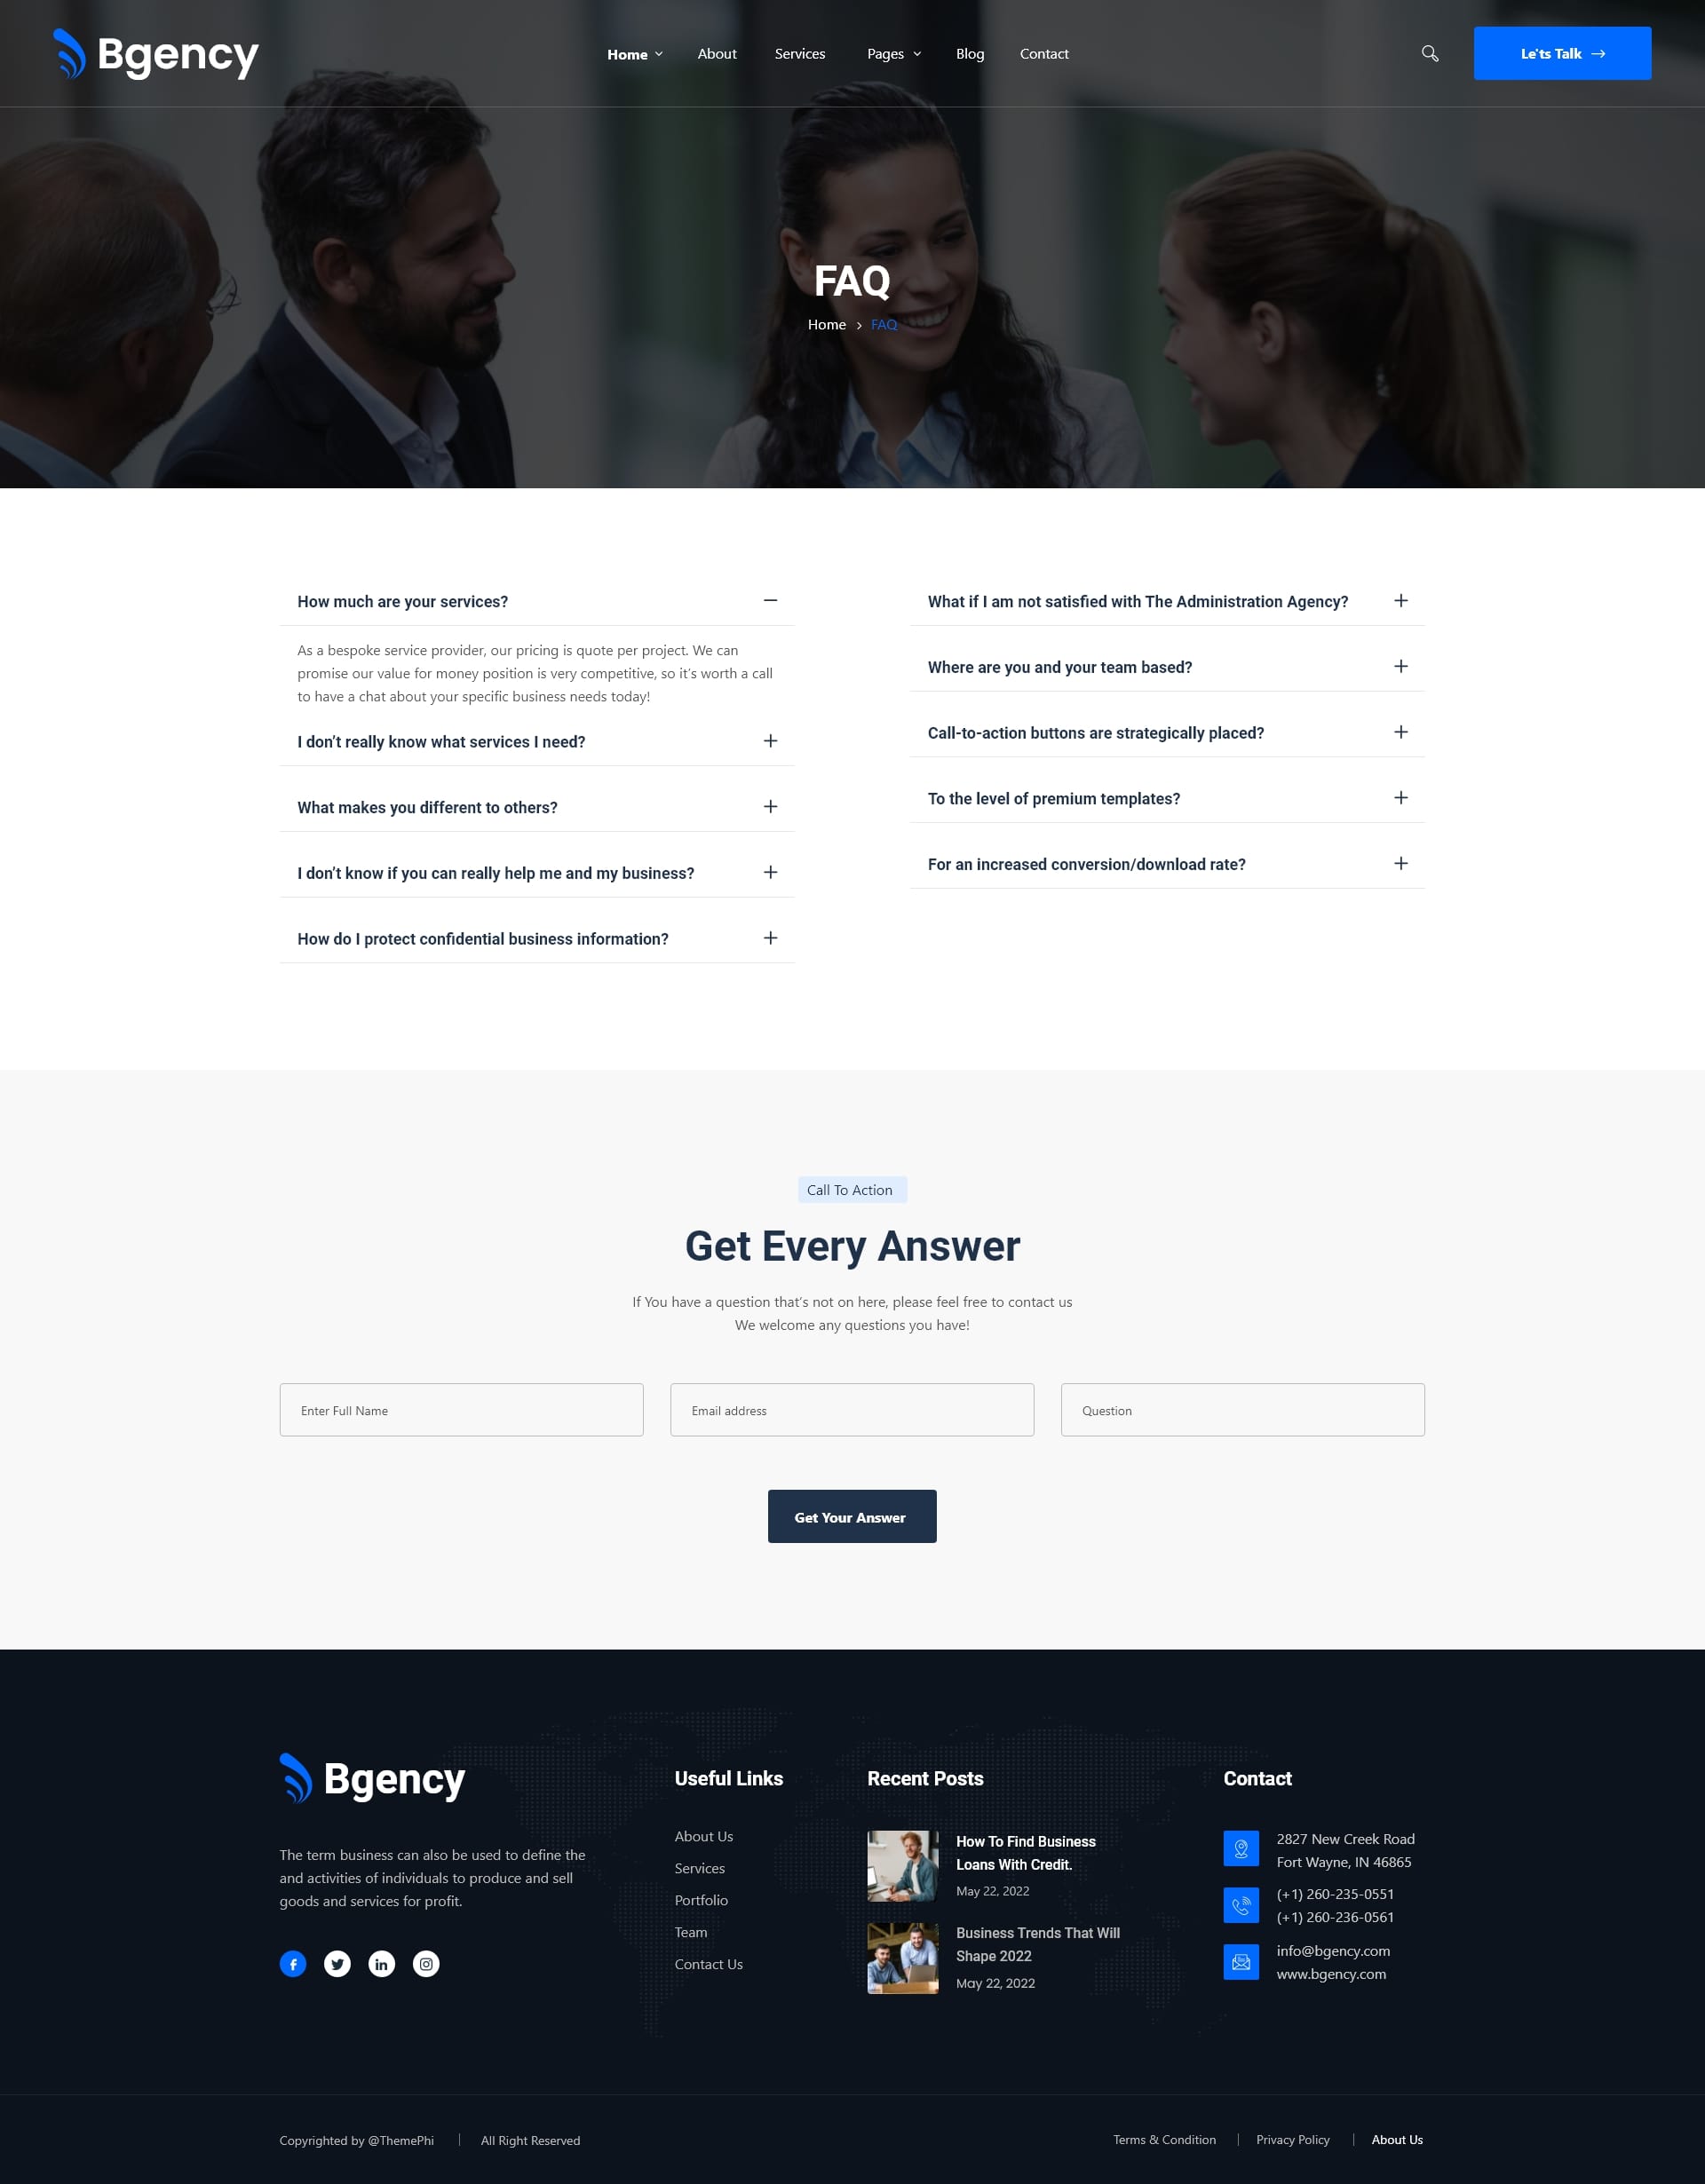 Bgency
Home
About
Services
Pages
Blog
Contact
Le'ts Talk
FAQ
Home
FAQ
How much are your services?
As a bespoke service provider, our pricing is quote per project. We can
promise our value for money position is very competitive, so it's worth a call
to have a chat about your specific business needs today!
I don't really know what services I need?
What makes you different to others?
I don't know if you can really help me and my business?
How do I protect confidential business information?
What if I am not satisfied with The Administration Agency?
Where are you and your team based?
Call-to-action buttons are strategically placed?
To the level of premium templates?
For an increased conversion/download rate?
Call To Action
Get Every Answer
If You have a question that's not on here, please feel free to contact us
We welcome any questions you have!
Enter Full Name
Email address
Question
Get Your Answer
Bgency
The term business can also be used to define the
and activities of individuals to produce and sell
goods and services for profit.
Useful Links
About Us
Services
Portfolio
Team
Contact Us
Recent Posts
How To Find Business
Loans With Credit.
May 22, 2022
Business Trends That Will
Shape 2022
May 22, 2022
Contact
2827 New Creek Road
Fort Wayne, IN 46865
(+1) 260-235-0551
(+1) 260-236-0561
info@bgency.com
www.bgency.com
Copyrighted by @ThemePhi
All Right Reserved
Terms & Condition
Privacy Policy
About Us